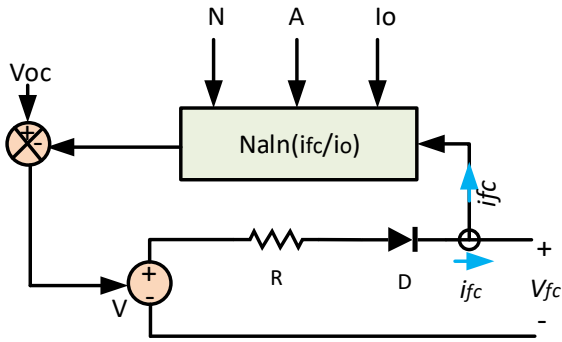 N A Io
Voc
+
-
Naln(ifc/io)
ifc
+
-
V
R
D
ifc
+
Vfc
-